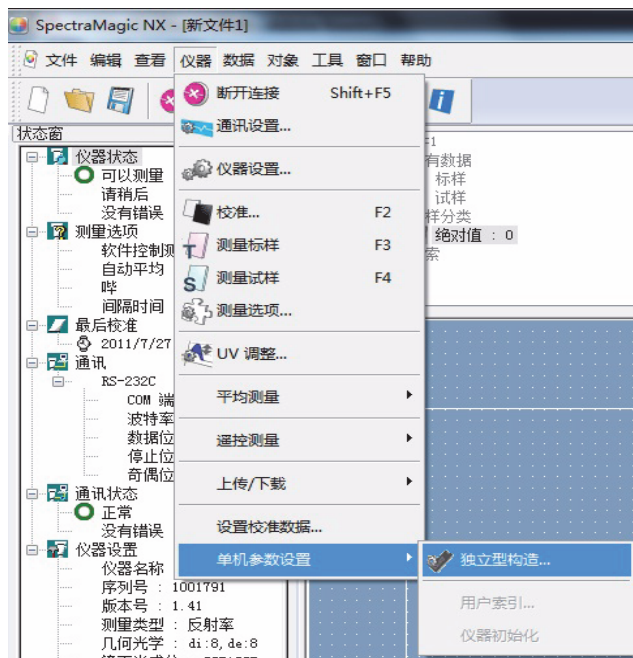 SpectraMagic NX - [新文件1]
文件 编辑 查看 仪器 数据 对象 工具 窗口 帮助
状态窗
仪器状态
可以测量
请稍后
没有错误
测量选项
软件控制测
自动平均
哔
间隔时间
最后校准
2011/7/27
通讯
RS-232C
COM 端
波特率
数据位
停止位
奇偶位
通讯状态
正常
没有错误
仪器设置
仪器名称
序列号 : 1001791
版本号 : 1.41
测量类型 : 反射率
几何光学 : di:8, de:8
断开连接 Shift+F5
通讯设置...
仪器设置...
校准... F2
测量标样 F3
测量试样 F4
测量选项...
UV 调整...
平均测量
遥控测量
上传/下载
设置校准数据...
单机参数设置
独立型构造...
用户索引...
仪器初始化
有数据
标样
试样
样分类
绝对值 : 0
索